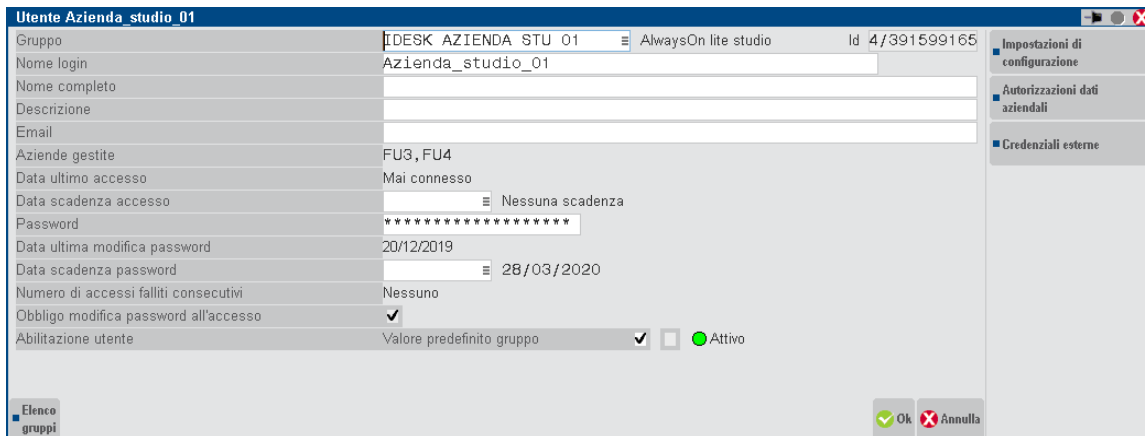 Utente Azienda_studio_01
Gruppo IDESK AZIENDA STU 01 AlwaysOn lite studio Id 4/391599165
Nome login Azienda_studio_01
Nome completo
Descrizione
Email
Aziende gestite FU3,FU4
Data ultimo accesso Mai connesso
Data scadenza accesso Nessuna scadenza
Password *******************
Data ultima modifica password 20/12/2019
Data scadenza password 28/03/2020
Numero di accessi falliti consecutivi Nessuno
Obbligo modifica password all'accesso
Abilitazione utente Valore predefinito gruppo Attivo
Impostazioni di
configurazione
Autorizzazioni dati
aziendali
Credenziali esterne
Elenco
gruppi
Ok Annulla